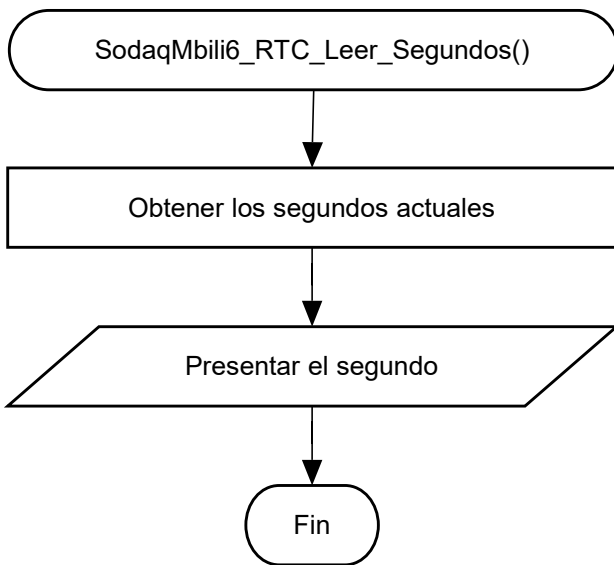 SodaqMbili6_RTC_Leer_Segundos()
Obtener los segundos actuales
Presentar el segundo
Fin